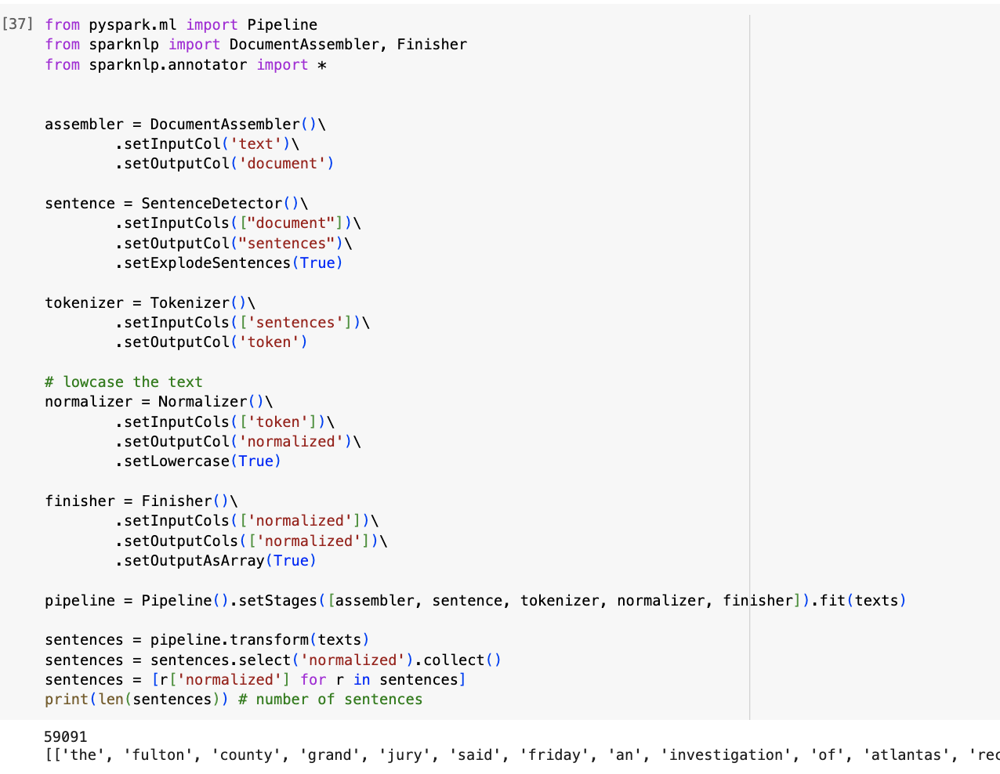 [37] from pyspark.ml import Pipeline
from sparknlp import DocumentAssembler, Finisher
from sparknlp.annotator import *
assembler = DocumentAssembler()\
        .setInputCol('text')\
        .setOutputCol('document')
sentence = SentenceDetector()\
        .setInputCols(["document"])\
        .setOutputCol("sentences")\
        .setExplodeSentences(True)
tokenizer = Tokenizer()\
        .setInputCols(['sentences'])\
        .setOutputCol('token')
# lowcase the text
normalizer = Normalizer()\
        .setInputCols(['token'])\
        .setOutputCol('normalized')\
        .setLowercase(True)
finisher = Finisher()\
        .setInputCols(['normalized'])\
        .setOutputCols(['normalized'])\
        .setOutputAsArray(True)
pipeline = Pipeline().setStages([assembler, sentence, tokenizer, normalizer, finisher]).fit(texts)
sentences = pipeline.transform(texts)
sentences = sentences.select('normalized').collect()
sentences = [r['normalized'] for r in sentences]
print(len(sentences)) # number of sentences
59091
[['the', 'fulton', 'county', 'grand', 'jury', 'said', 'friday', 'an', 'investigation', 'of', 'atlantas', 'rec